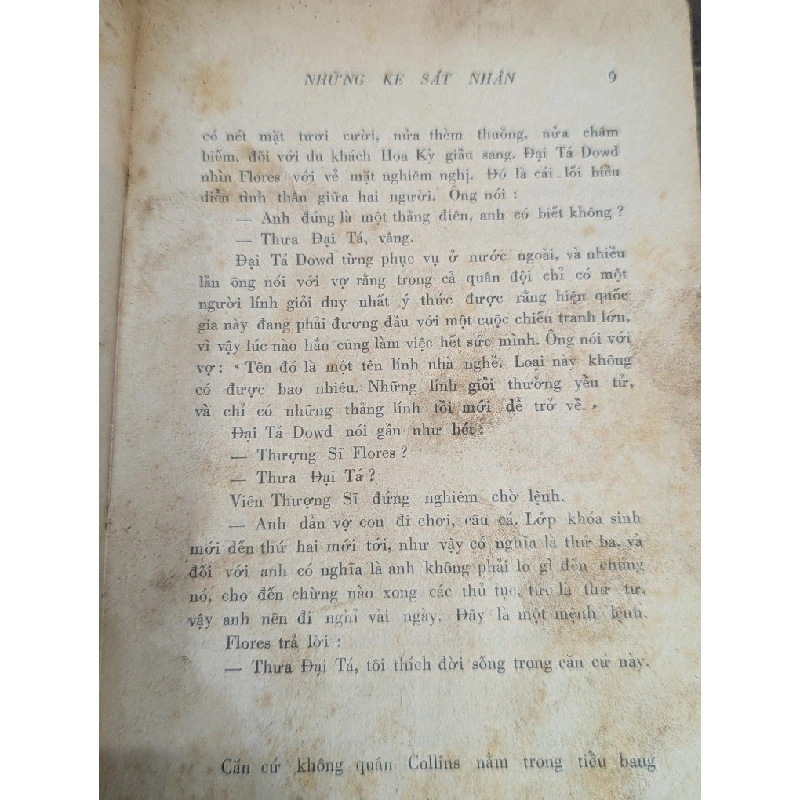 NHỮNG KẺ SÁT NHÂN 9
có nét mặt tươi cười, nửa thèm thuồng, nửa châm
biếm, đối với du khách Hoa Kỳ giầu sang. Đại Tá Dowd
nhìn Flores với vẻ mặt nghiêm nghị. Đó là cái lối biểu
diễn tình thân giữa hai người. Ông nói :
— Anh đúng là một thằng điên, anh có biết không ?
— Thưa Đại Tá, vâng.
Đại Tá Dowd từng phục vụ ở nước ngoài, và nhiều
lần ông nói với vợ rằng trong cả quân đội chỉ có một
người lính giỏi duy nhất ý thức được rằng hiện quốc
gia này đang phải đương đầu với một cuộc chiến tranh lớn,
vì vậy lúc nào hắn cũng làm việc hết sức mình. Ông nói với
vợ : « Tên đó là một tên lính nhà nghề. Loại này không
có được bao nhiêu. Những lính giỏi thường yểu tử,
và chỉ có những thằng lính tồi mới dễ trở về. »
Đại Tá Dowd nói gần như hét :
— Thượng Sĩ Flores ?
— Thưa Đại Tá ?
Viên Thượng Sĩ đứng nghiêm chờ lệnh.
— Anh dẫn vợ con đi chơi, câu cá. Lớp khóa sinh
mới đến thứ hai mới tới, như vậy có nghĩa là thứ ba, và
đối với anh có nghĩa là anh không phải lo gì đến chúng
nó, cho đến chừng nào xong các thủ tục, tức là thứ tư,
vậy anh nên đi nghỉ vài ngày. Đây là một mệnh lệnh.
Flores trả lời :
— Thưa Đại Tá, tôi thích đời sống trong căn cứ này.
Căn cứ không quân Collins nằm trong tiểu bang